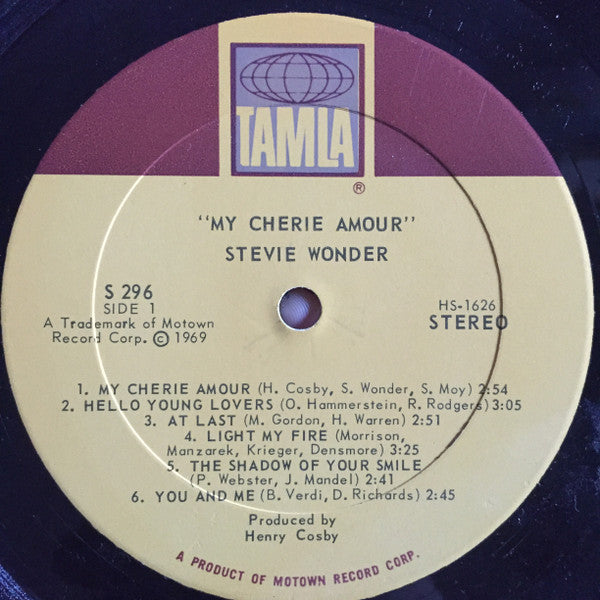 TAMLA
®
"MY CHERIE AMOUR"
STEVIE WONDER
S 296
SIDE 1
A Trademark of Motown
Record Corp. © 1969
HS-1626
STEREO
1. MY CHERIE AMOUR (H. Cosby, S. Wonder, S. Moy) 2:54
2. HELLO YOUNG LOVERS (O. Hammerstein, R. Rodgers) 3:05
3. AT LAST (M. Gordon, H. Warren) 2:51
4. LIGHT MY FIRE (Morrison,
Manzarek, Krieger, Densmore) 3:25
5. THE SHADOW OF YOUR SMILE
(P. Webster, J. Mandel) 2:41
6. YOU AND ME (B. Verdi, D. Richards) 2:45
Produced by
Henry Cosby
A PRODUCT OF MOTOWN RECORD CORP.